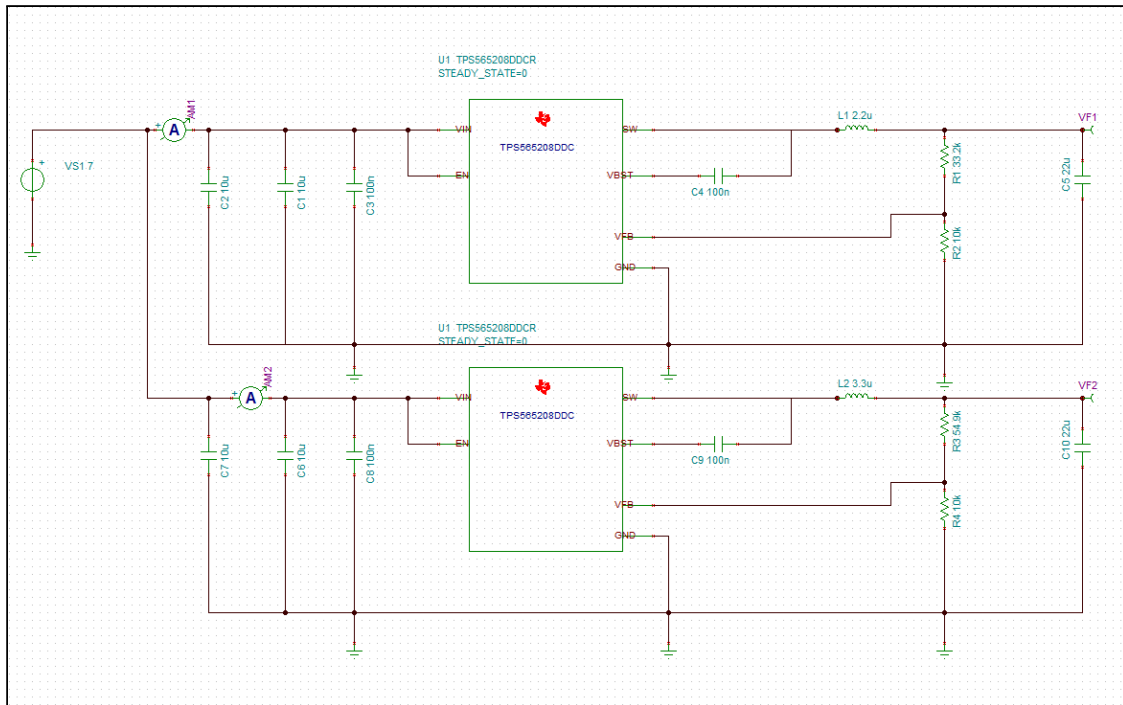 U1 TPS565208DDCR
STEADY_STATE=0
AM1
A
VS1 7
C2 10u
C1 10u
C3 100n
VIN
EN
TPS565208DDC
SW
VBST
VFB
GND
C4 100n
L1 2.2u
R1 33.2k
R2 10k
VF1
C5 22u
U1 TPS565208DDCR
STEADY_STATE=0
AM2
A
C7 10u
C6 10u
C8 100n
VIN
EN
TPS565208DDC
SW
VBST
VFB
GND
C9 100n
L2 3.3u
R3 54.9k
R4 10k
VF2
C10 22u